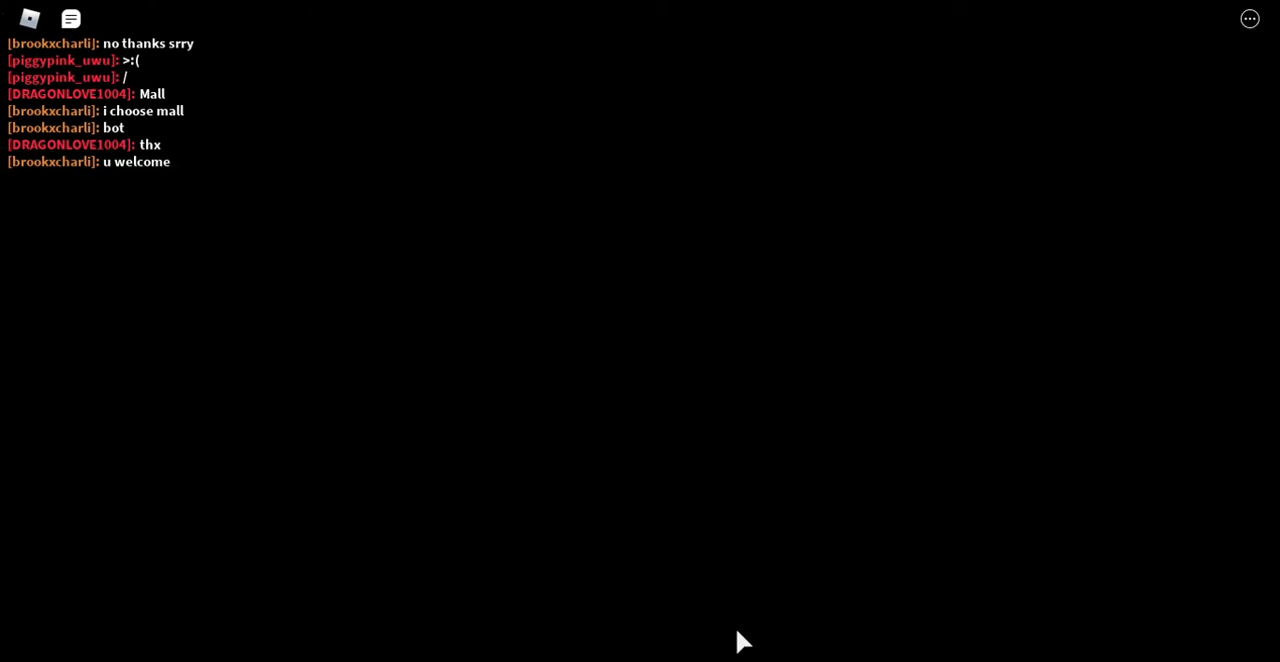 [brookxcharli]: no thanks srry
[piggypink_uwu]: >:(
[piggypink_uwu]: /
[DRAGONLOVE1004]: Mall
[brookxcharli]: i choose mall
[brookxcharli]: bot
[DRAGONLOVE1004]: thx
[brookxcharli]: u welcome